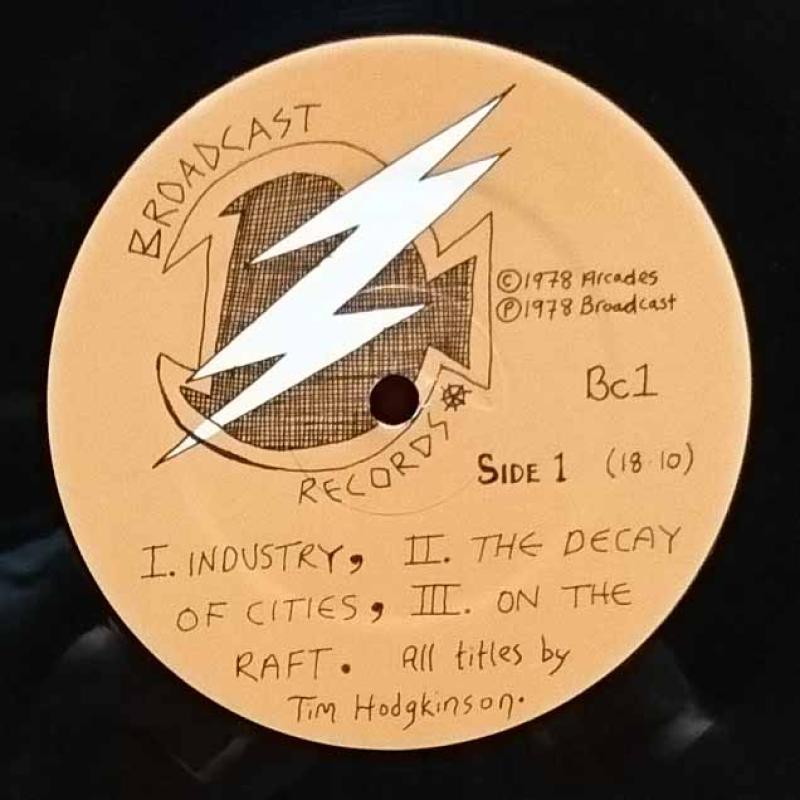 BROADCAST
RECORDS
©1978 Arcades
℗1978 Broadcast
Bc1
SIDE 1 (18·10)
I. INDUSTRY, II. THE DECAY
OF CITIES, III. ON THE
RAFT. All titles by
Tim Hodgkinson.